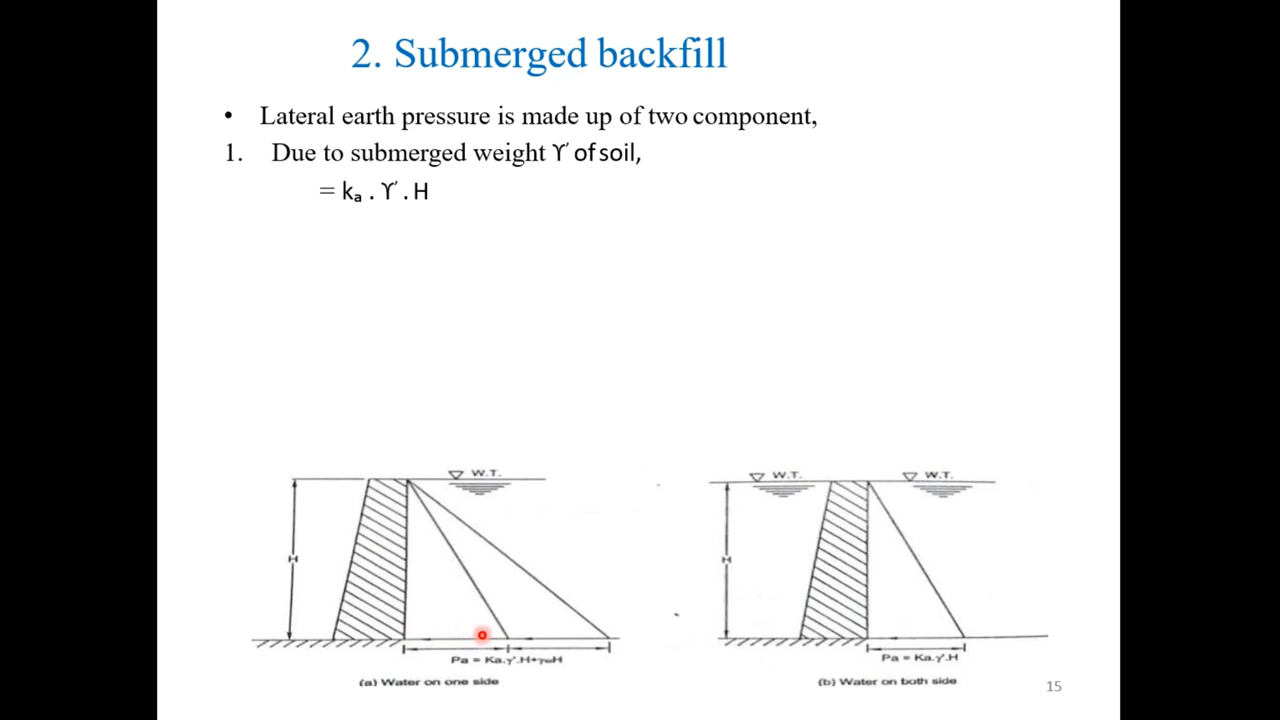 2. Submerged backfill
• Lateral earth pressure is made up of two component,
1. Due to submerged weight ϒ′ of soil,
= kₐ . ϒ′ . H
W.T.
H
Pa = Ka.γ'.H+γωH
(a) Water on one side
W.T. W.T.
H
Pa = Ka.γ'.H
(b) Water on both side
15